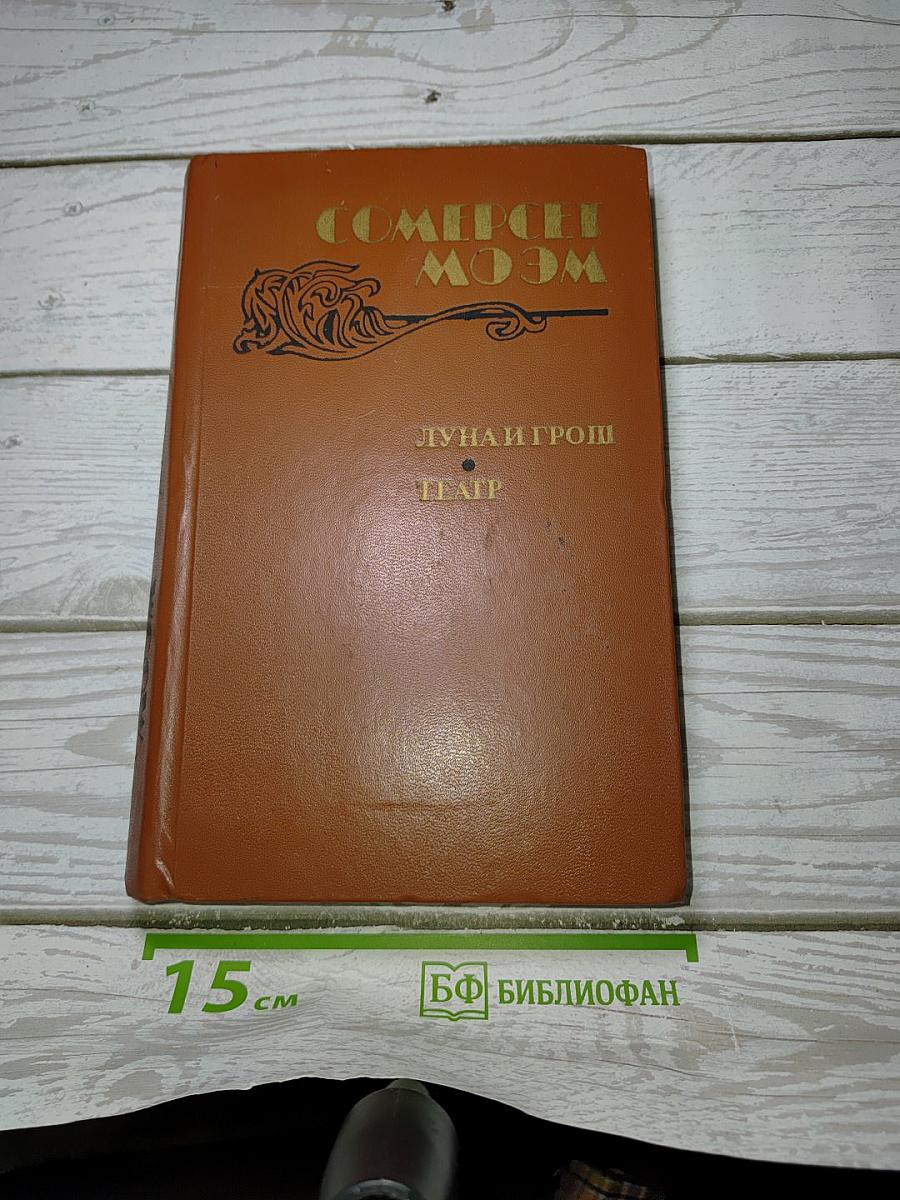 СОМЕРСЕТ
МОЭМ
ЛУНА И ГРОШ
ТЕАТР
15 см
БФ БИБЛИОФАН